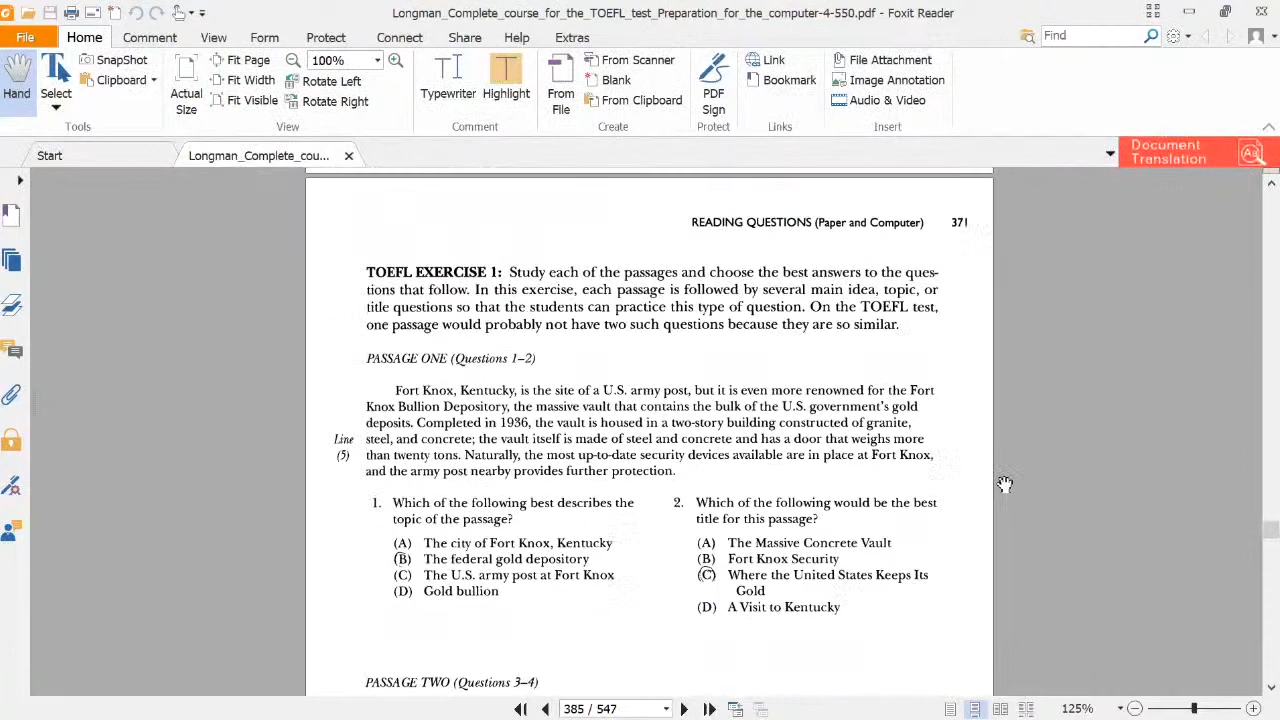 Longman_Complete_course_for_the_TOEFL_test_Preparation_for_the_computer-4-550.pdf - Foxit Reader
File Home Comment View Form Protect Connect Share Help Extras Find
Hand
Select
SnapShot
Clipboard
Tools
Actual Size
Fit Page
Fit Width
Fit Visible
100%
Rotate Left
Rotate Right
View
Typewriter
Highlight
Comment
From File
From Scanner
Blank
From Clipboard
Create
PDF Sign
Protect
Link
Bookmark
Links
File Attachment
Image Annotation
Audio & Video
Insert
Start
Longman_Complete_cou...
Document Translation
READING QUESTIONS (Paper and Computer) 371
TOEFL EXERCISE 1: Study each of the passages and choose the best answers to the ques-
tions that follow. In this exercise, each passage is followed by several main idea, topic, or
title questions so that the students can practice this type of question. On the TOEFL test,
one passage would probably not have two such questions because they are so similar.
PASSAGE ONE (Questions 1–2)
Fort Knox, Kentucky, is the site of a U.S. army post, but it is even more renowned for the Fort
Knox Bullion Depository, the massive vault that contains the bulk of the U.S. government's gold
deposits. Completed in 1936, the vault is housed in a two-story building constructed of granite,
Line steel, and concrete; the vault itself is made of steel and concrete and has a door that weighs more
(5) than twenty tons. Naturally, the most up-to-date security devices available are in place at Fort Knox,
and the army post nearby provides further protection.
1. Which of the following best describes the
topic of the passage?
(A) The city of Fort Knox, Kentucky
(B) The federal gold depository
(C) The U.S. army post at Fort Knox
(D) Gold bullion
2. Which of the following would be the best
title for this passage?
(A) The Massive Concrete Vault
(B) Fort Knox Security
(C) Where the United States Keeps Its
Gold
(D) A Visit to Kentucky
PASSAGE TWO (Questions 3–4)
385 / 547
125%